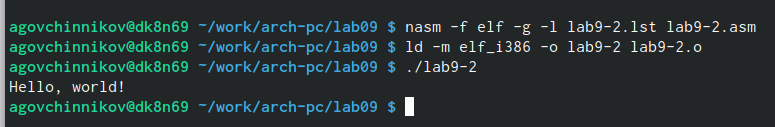 agovchinnikov@dk8n69 ~/work/arch-pc/lab09 $ nasm -f elf -g -l lab9-2.lst lab9-2.asm
agovchinnikov@dk8n69 ~/work/arch-pc/lab09 $ ld -m elf_i386 -o lab9-2 lab9-2.o
agovchinnikov@dk8n69 ~/work/arch-pc/lab09 $ ./lab9-2
Hello, world!
agovchinnikov@dk8n69 ~/work/arch-pc/lab09 $